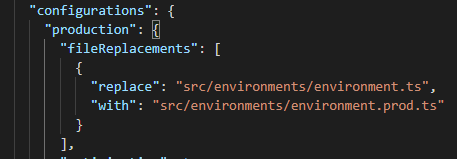 "configurations": {
"production": {
"fileReplacements": [
{
"replace": "src/environments/environment.ts",
"with": "src/environments/environment.prod.ts"
}
],